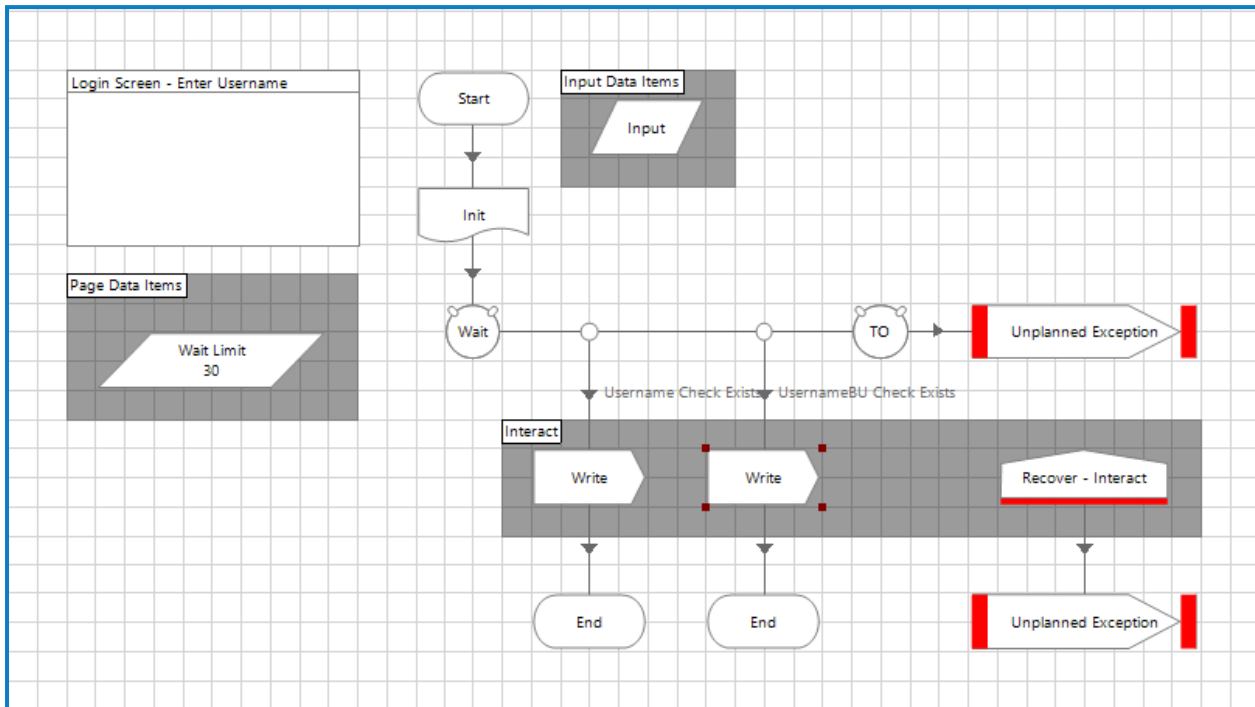 Login Screen - Enter Username
Start
Input Data Items
Input
Init
Page Data Items
Wait Limit
30
Wait
TO
Unplanned Exception
Username Check Exists
UsernameBU Check Exists
Interact
Write
Write
Recover - Interact
End
End
Unplanned Exception